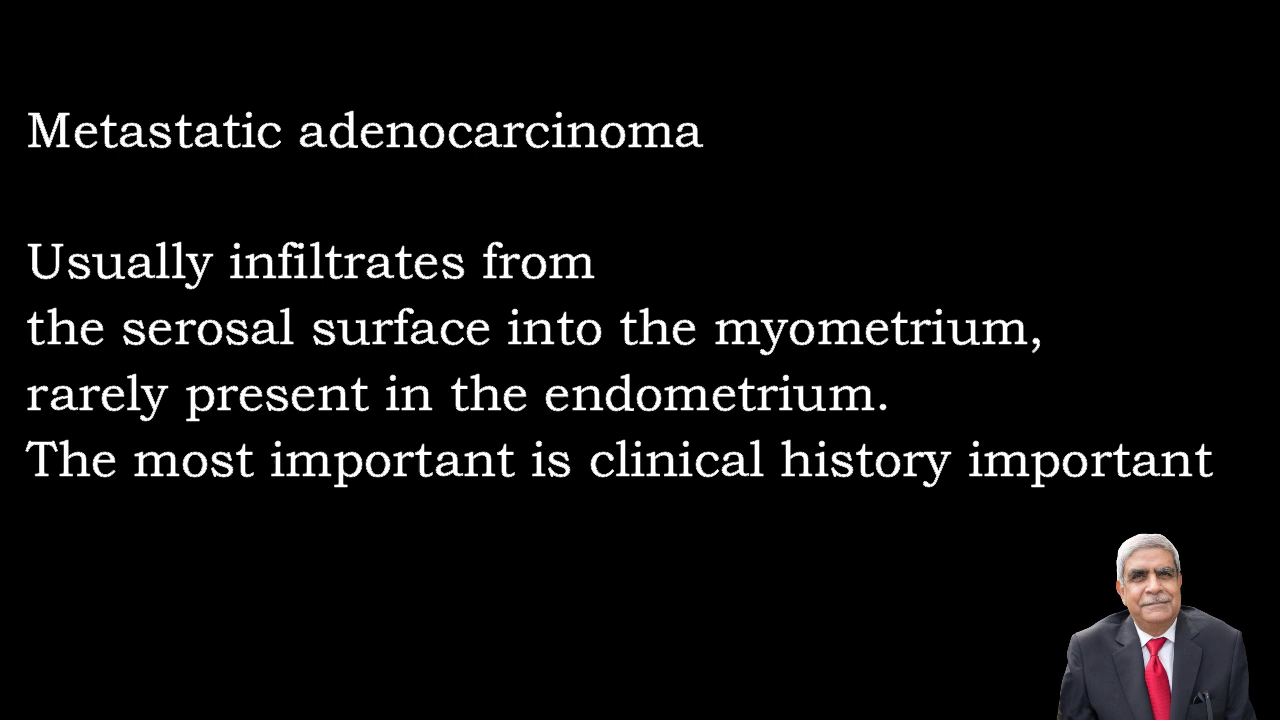 Metastatic adenocarcinoma
Usually infiltrates from
the serosal surface into the myometrium,
rarely present in the endometrium.
The most important is clinical history important